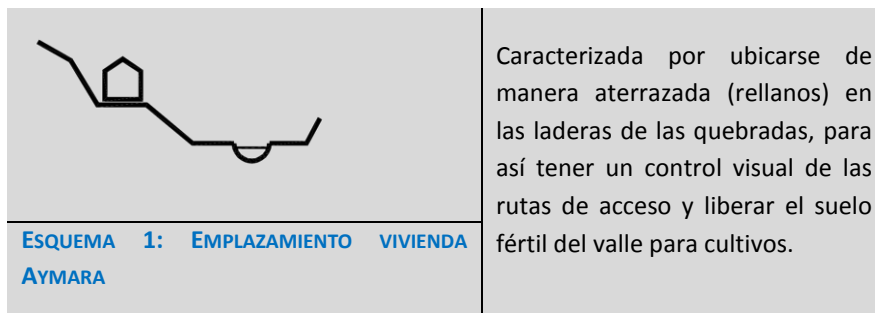 ESQUEMA 1: EMPLAZAMIENTO VIVIENDA
AYMARA
Caracterizada por ubicarse de
manera aterrazada (rellanos) en
las laderas de las quebradas, para
así tener un control visual de las
rutas de acceso y liberar el suelo
fértil del valle para cultivos.